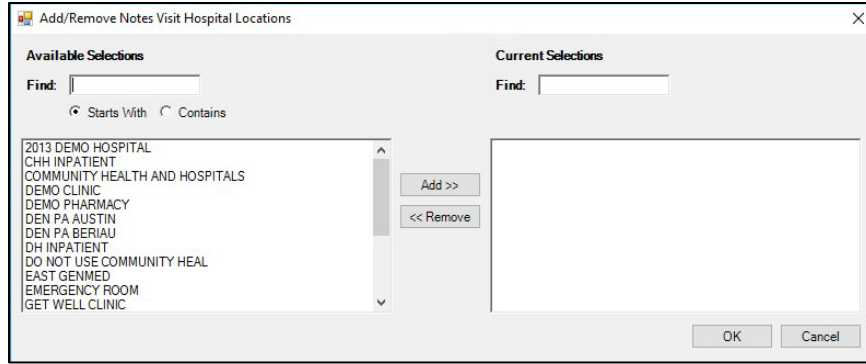 Add/Remove Notes Visit Hospital Locations
Available Selections
Current Selections
Find:
Find:
Starts With Contains
2013 DEMO HOSPITAL
CHH INPATIENT
COMMUNITY HEALTH AND HOSPITALS
DEMO CLINIC
DEMO PHARMACY
DEN PA AUSTIN
DEN PA BERIAU
DH INPATIENT
DO NOT USE COMMUNITY HEAL
EAST GENMED
EMERGENCY ROOM
GET WELL CLINIC
Add >>
<< Remove
OK Cancel